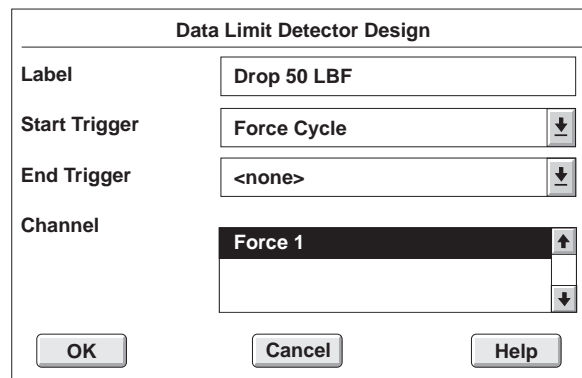 Data Limit Detector Design
Label Drop 50 LBF
Start Trigger Force Cycle
End Trigger <none>
Channel
Force 1
OK Cancel Help